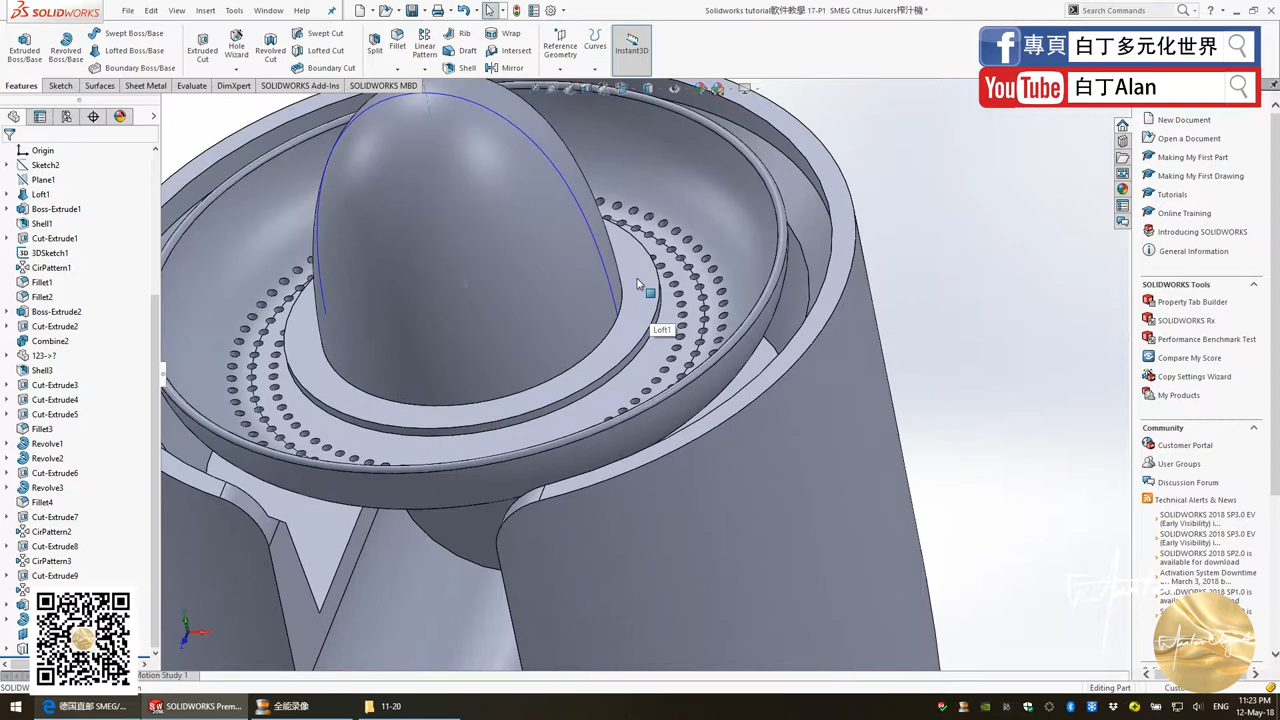 SOLIDWORKS
File Edit View Insert Tools Window Help
Solidworks tutorial軟件教學 17-P1 SMEG Citrus Juicers榨汁機 *
Search Commands
Extruded Boss/Base
Revolved Boss/Base
Swept Boss/Base
Lofted Boss/Base
Boundary Boss/Base
Extruded Cut
Hole Wizard
Revolved Cut
Swept Cut
Lofted Cut
Boundary Cut
Split
Fillet
Linear Pattern
Rib
Draft
Shell
Wrap
Intersect
Mirror
Reference Geometry
Curves
Instant3D
專頁 白丁多元化世界
YouTube 白丁Alan
Features Sketch Surfaces Sheet Metal Evaluate DimXpert SOLIDWORKS Add-Ins SOLIDWORKS MBD
Origin
Sketch2
Plane1
Loft1
Boss-Extrude1
Shell1
Cut-Extrude1
3DSketch1
CirPattern1
Fillet1
Fillet2
Boss-Extrude2
Cut-Extrude2
Combine2
123->?
Shell3
Cut-Extrude3
Cut-Extrude4
Cut-Extrude5
Fillet3
Revolve1
Revolve2
Cut-Extrude6
Revolve3
Fillet4
Cut-Extrude7
CirPattern2
Cut-Extrude8
CirPattern3
Cut-Extrude9
Loft1
New Document
Open a Document
Making My First Part
Making My First Drawing
Tutorials
Online Training
Introducing SOLIDWORKS
General Information
SOLIDWORKS Tools
Property Tab Builder
SOLIDWORKS Rx
Performance Benchmark Test
Compare My Score
Copy Settings Wizard
My Products
Community
Customer Portal
User Groups
Discussion Forum
Technical Alerts & News
SOLIDWORKS 2018 SP3.0 EV
(Early Visibility) i...
SOLIDWORKS 2018 SP3.0 EV
(Early Visibility) i...
SOLIDWORKS 2018 SP2.0 is
available for download
Activation System Downtime
March 3, 2018 b...
Motion Study 1
Editing Part
德国直邮 SMEG/...
SOLIDWORKS Prem...
全能录像
11-20
ENG
11:23 PM
12-May-18